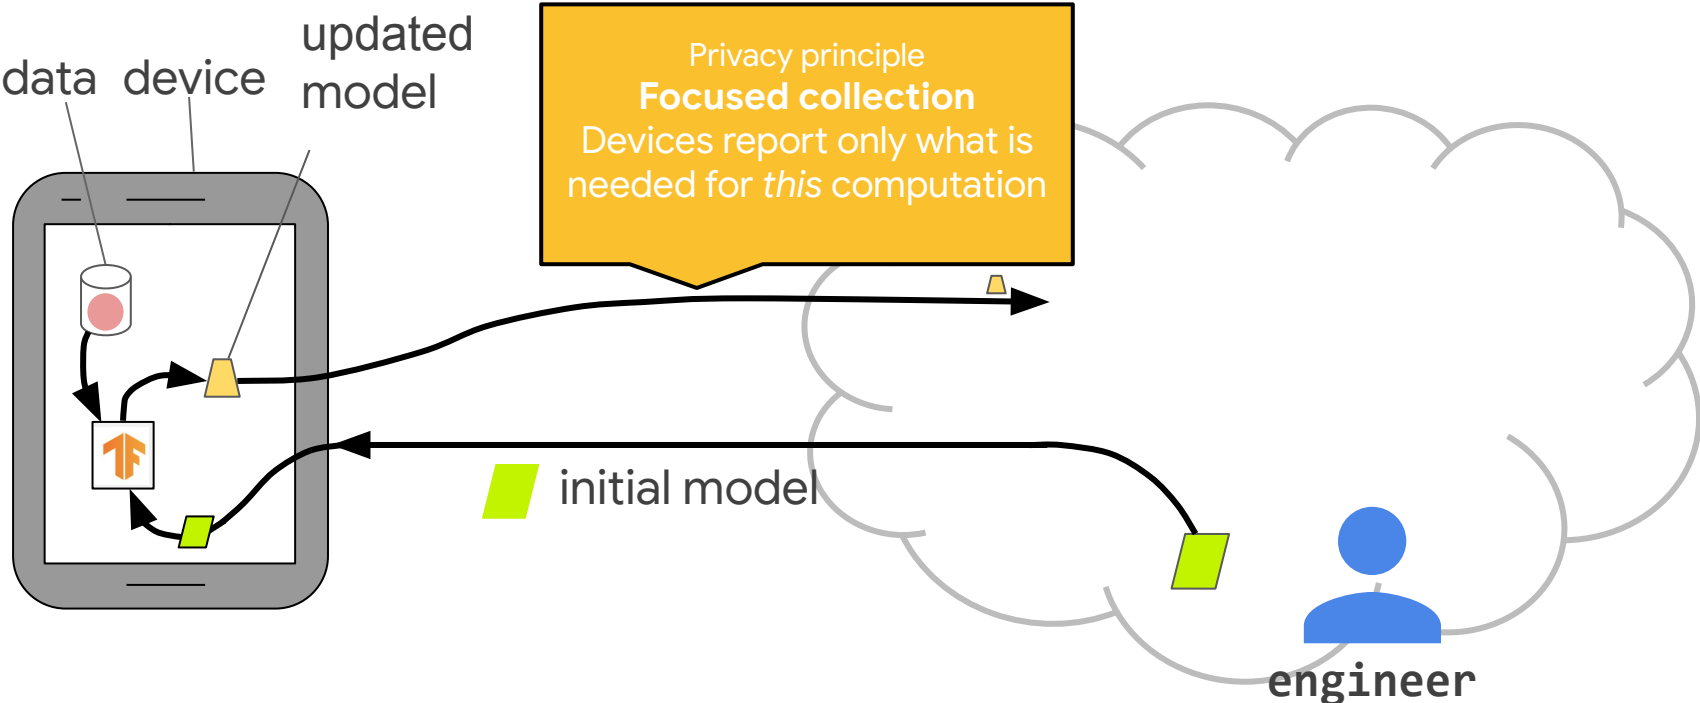 data
device
updated
model
Privacy principle
Focused collection
Devices report only what is
needed for this computation
TF
initial model
engineer